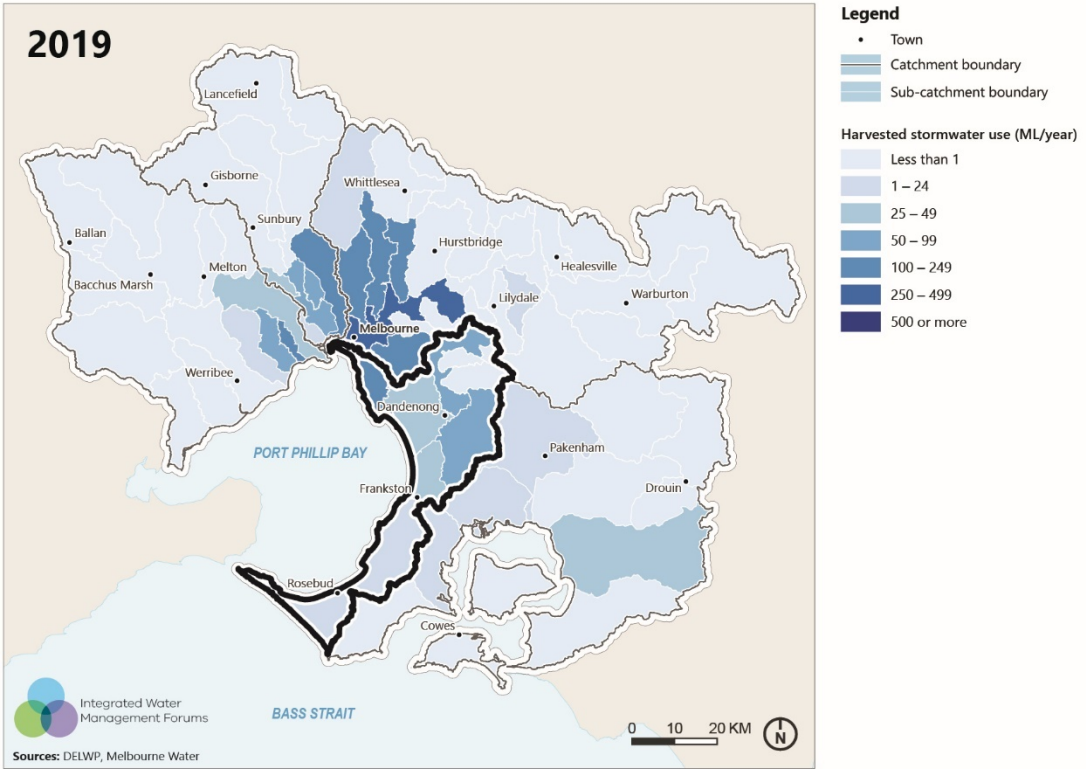 2019
Lancefield
Gisborne
Whittlesea
Sunbury
Ballan
Hurstbridge
Melton
Healesville
Bacchus Marsh
Lilydale
Warburton
Melbourne
Werribee
Dandenong
PORT PHILLIP BAY
Pakenham
Frankston
Drouin
Rosebud
Cowes
Integrated Water
Management Forums
BASS STRAIT
0 10 20 KM
N
Sources: DELWP, Melbourne Water
Legend
Town
Catchment boundary
Sub-catchment boundary
Harvested stormwater use (ML/year)
Less than 1
1 – 24
25 – 49
50 – 99
100 – 249
250 – 499
500 or more